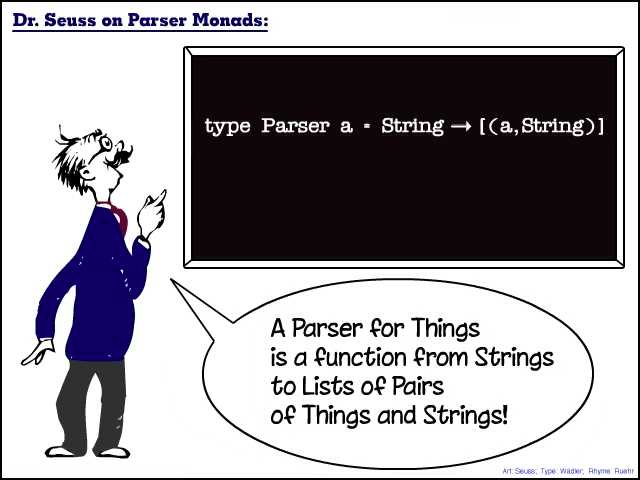 Dr. Seuss on Parser Monads:
type Parser a = String → [(a,String)]
A Parser for Things
is a function from Strings
to Lists of Pairs
of Things and Strings!
Art: Seuss; Type: Wadler; Rhyme: Ruehr